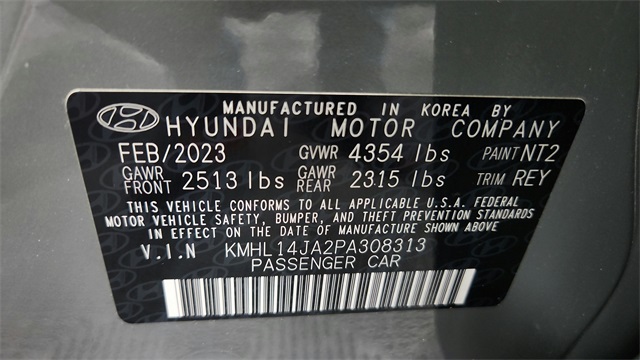 MANUFACTURED IN KOREA BY
HYUNDAI MOTOR COMPANY
FEB/2023 GVWR 4354 lbs PAINT NT2
GAWR FRONT 2513 lbs GAWR REAR 2315 lbs TRIM REY
THIS VEHICLE CONFORMS TO ALL APPLICABLE U.S.A. FEDERAL
MOTOR VEHICLE SAFETY, BUMPER, AND THEFT PREVENTION STANDARDS
IN EFFECT ON THE DATE OF MANUFACTURE SHOWN ABOVE.
V.I.N KMHL14JA2PA308313
PASSENGER CAR